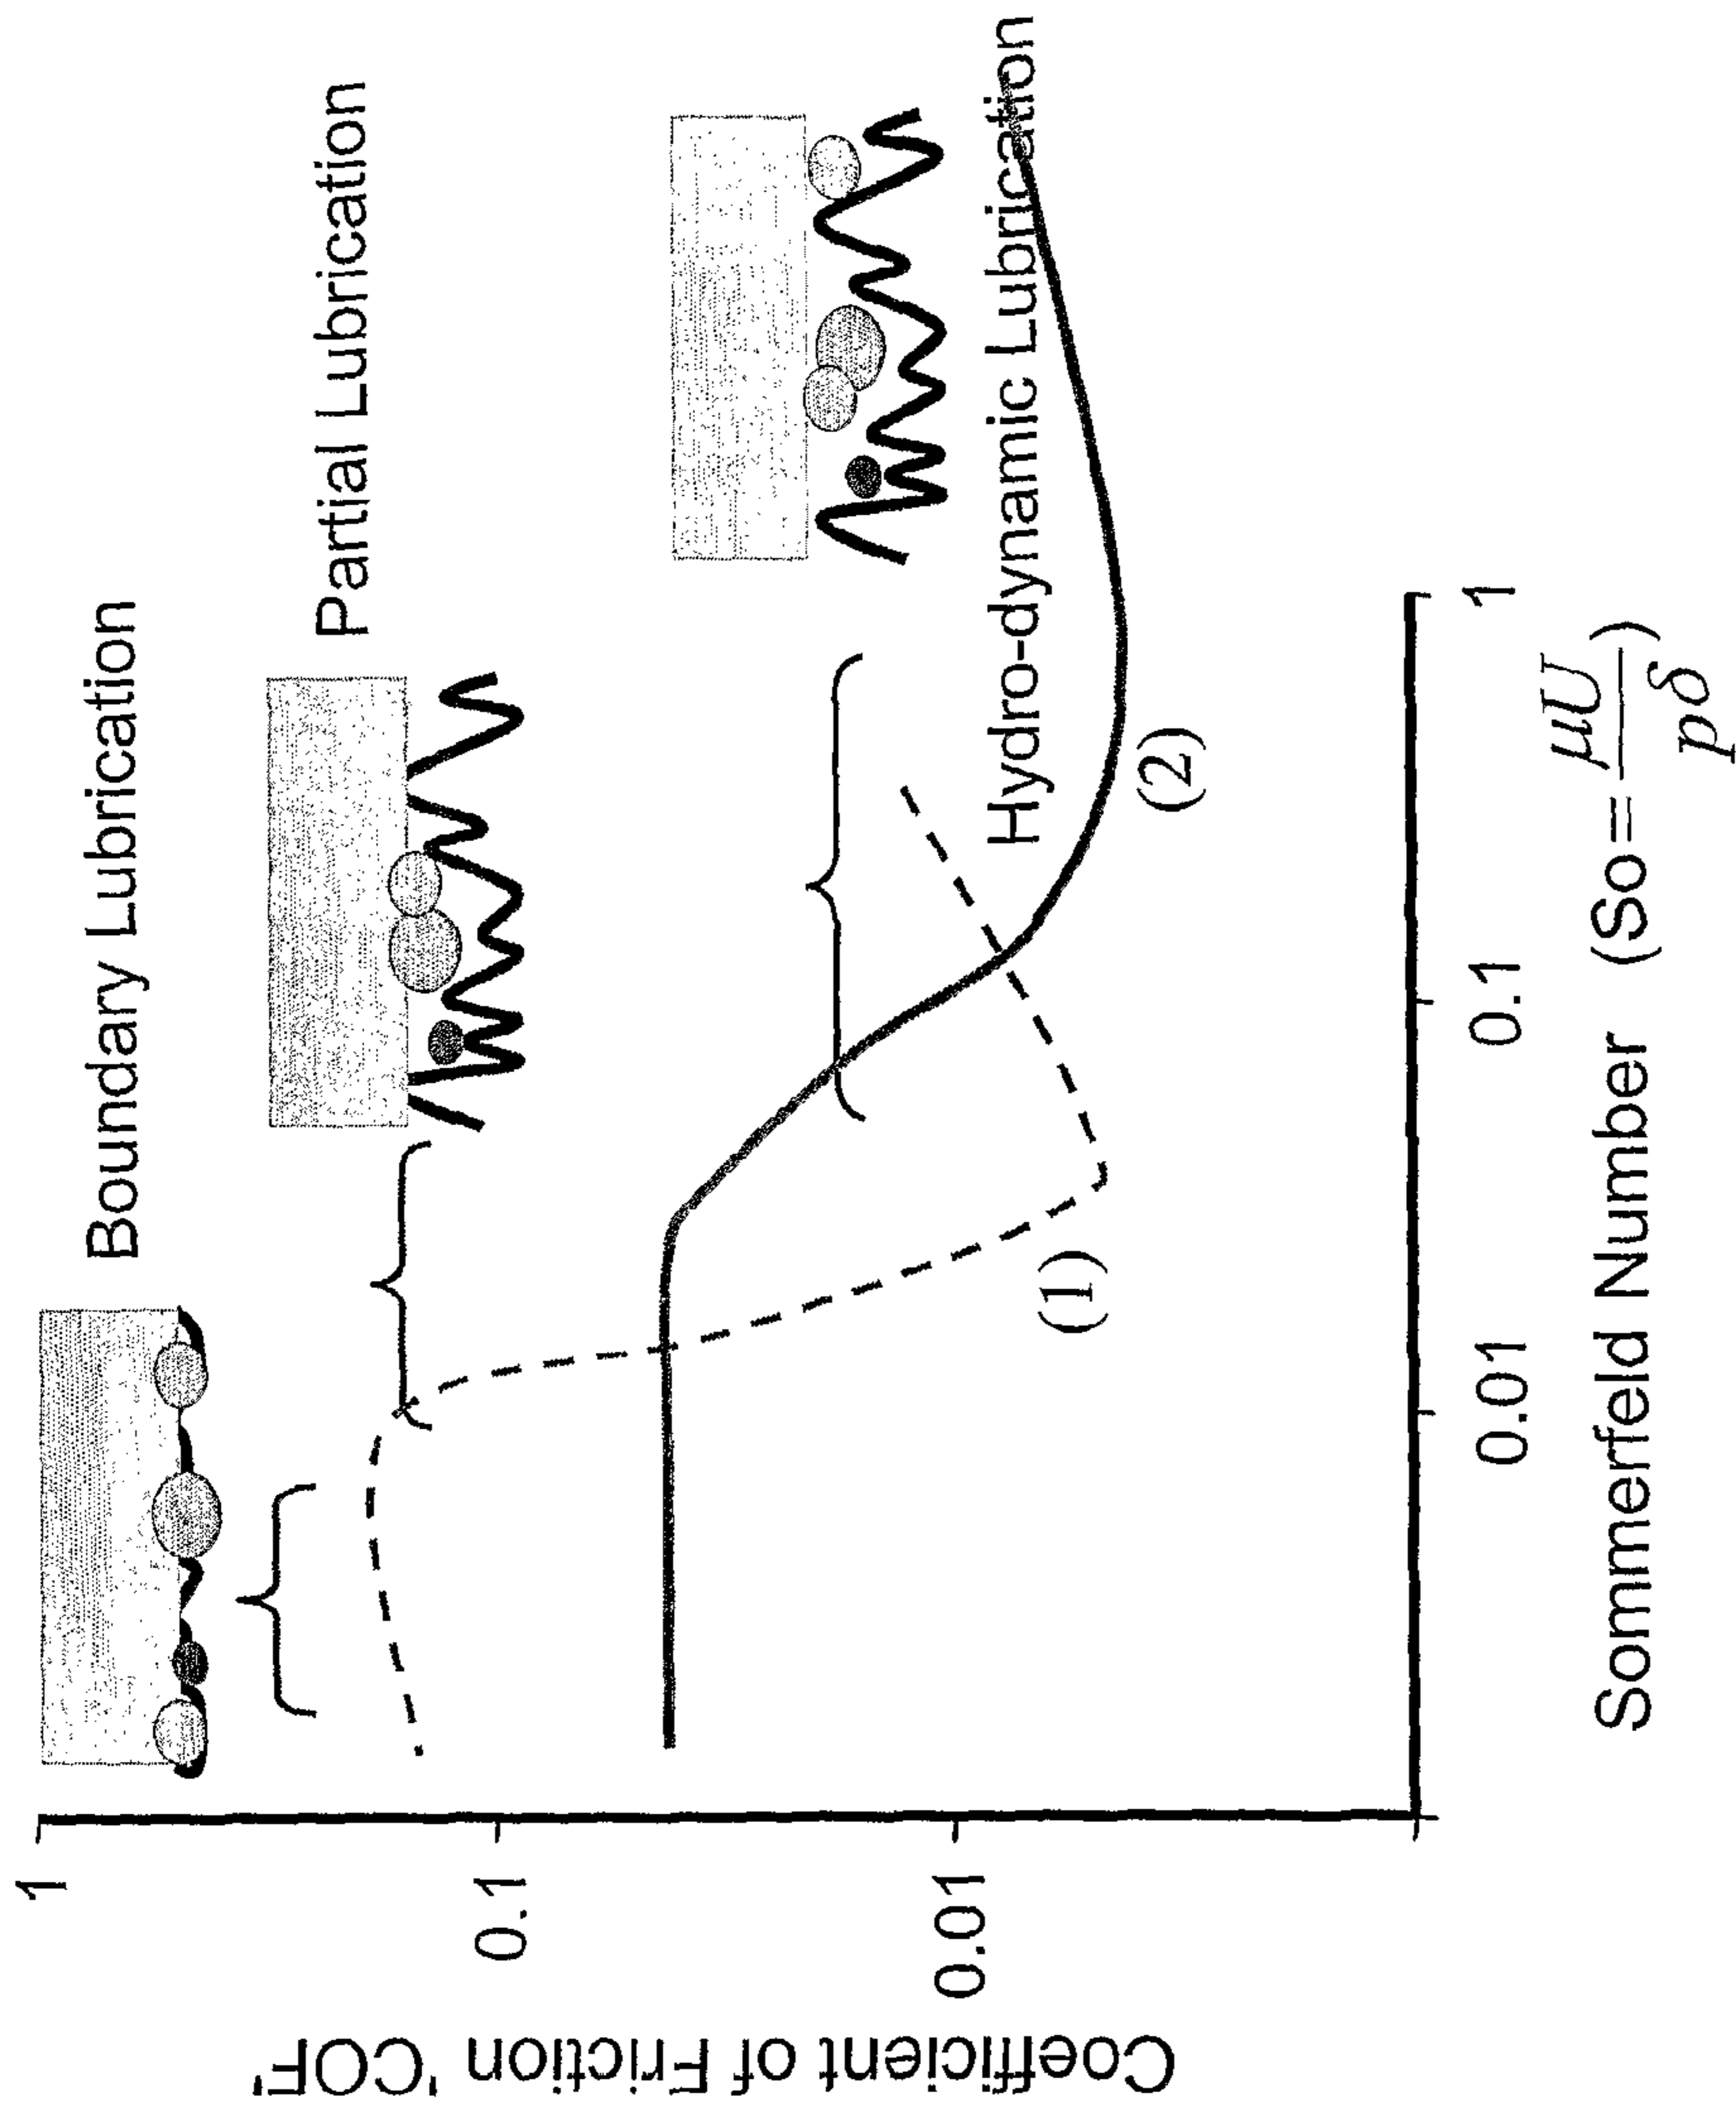 Boundary Lubrication
Partial Lubrication
Hydro-dynamic Lubrication
(1)
(2)
1
0.1
0.01
Coefficient of Friction 'COF'
0.01
0.1
1
Sommerfeld Number (So=μU/pδ)